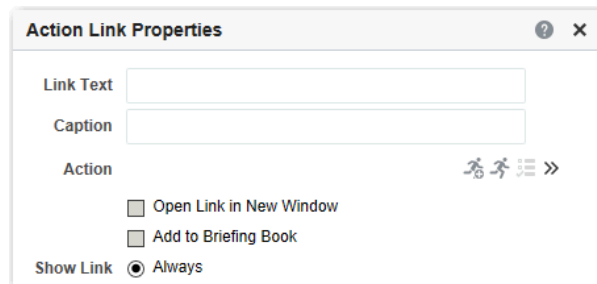 Action Link Properties
Link Text
Caption
Action
Open Link in New Window
Add to Briefing Book
Show Link Always